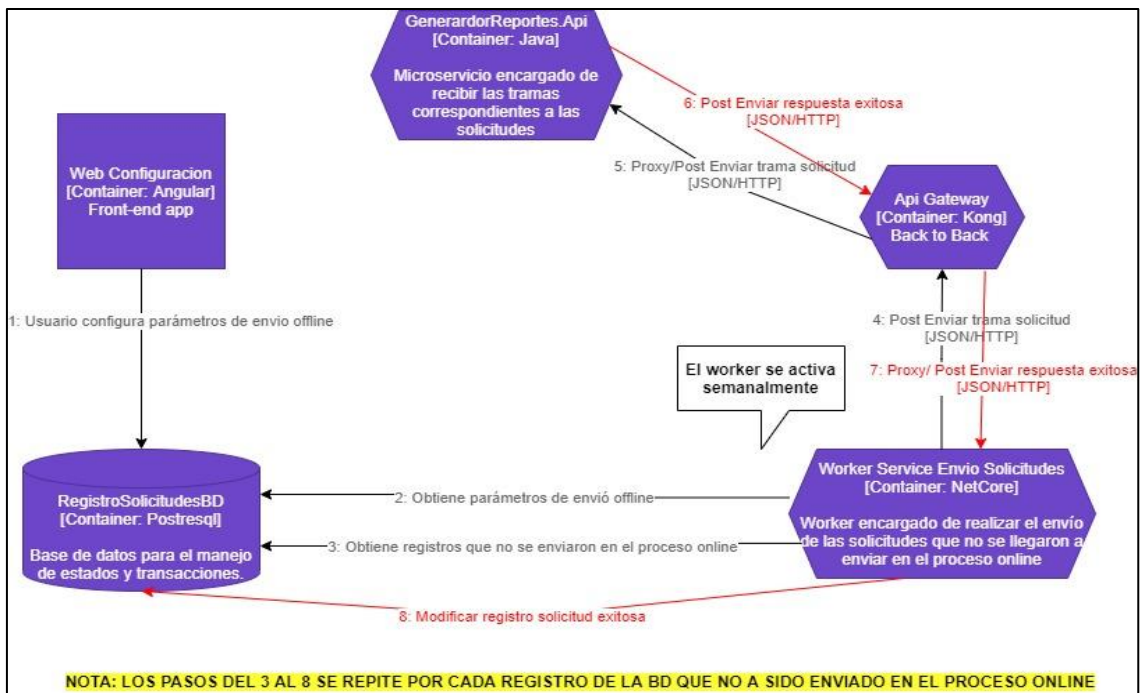 GenerardorReportes.Api
[Container: Java]
Microservicio encargado de
recibir las tramas
correspondientes a las
solicitudes
6: Post Enviar respuesta exitosa
[JSON/HTTP]
5: Proxy/Post Enviar trama solicitud
[JSON/HTTP]
Web Configuracion
[Container: Angular]
Front-end app
Api Gateway
[Container: Kong]
Back to Back
1: Usuario configura parámetros de envio offline
4: Post Enviar trama solicitud
[JSON/HTTP]
El worker se activa
semanalmente
7: Proxy/ Post Enviar respuesta exitosa
[JSON/HTTP]
RegistroSolicitudesBD
[Container: Postresql]
Base de datos para el manejo
de estados y transacciones.
2: Obtiene parámetros de envió offline
3: Obtiene registros que no se enviaron en el proceso online
Worker Service Envio Solicitudes
[Container: NetCore]
Worker encargado de realizar el envío
de las solicitudes que no se llegaron a
enviar en el proceso online
8: Modificar registro solicitud exitosa
NOTA: LOS PASOS DEL 3 AL 8 SE REPITE POR CADA REGISTRO DE LA BD QUE NO A SIDO ENVIADO EN EL PROCESO ONLINE